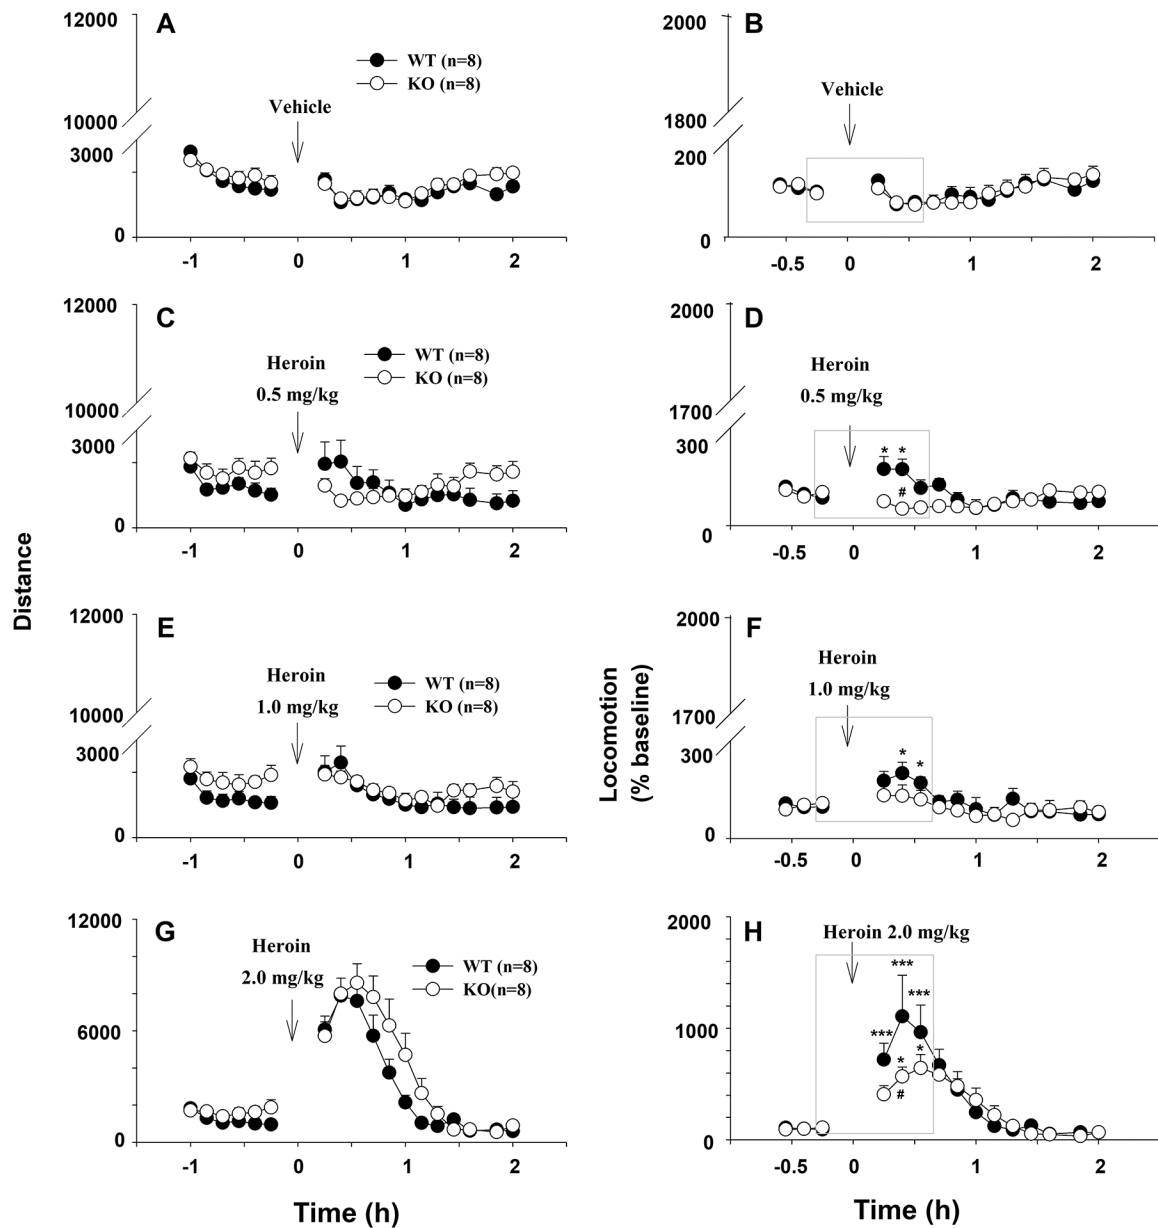 A
12000
10000
3000
0
WT (n=8)
KO (n=8)
Vehicle
-1
0
1
2
B
2000
1800
200
0
Vehicle
-0.5
0
1
2
C
12000
10000
3000
0
Heroin
0.5 mg/kg
WT (n=8)
KO (n=8)
-1
0
1
2
D
2000
1700
300
0
Heroin
0.5 mg/kg
* *
#
-0.5
0
1
2
Distance
E
12000
10000
3000
0
Heroin
1.0 mg/kg
WT (n=8)
KO (n=8)
-1
0
1
2
Locomotion
(% baseline)
F
2000
1700
300
0
Heroin
1.0 mg/kg
*
*
-0.5
0
1
2
G
12000
6000
0
Heroin
2.0 mg/kg
WT (n=8)
KO(n=8)
-1
0
1
2
Time (h)
H
2000
1000
0
Heroin 2.0 mg/kg
***
***
***
*
*
#
-0.5
0
1
2
Time (h)